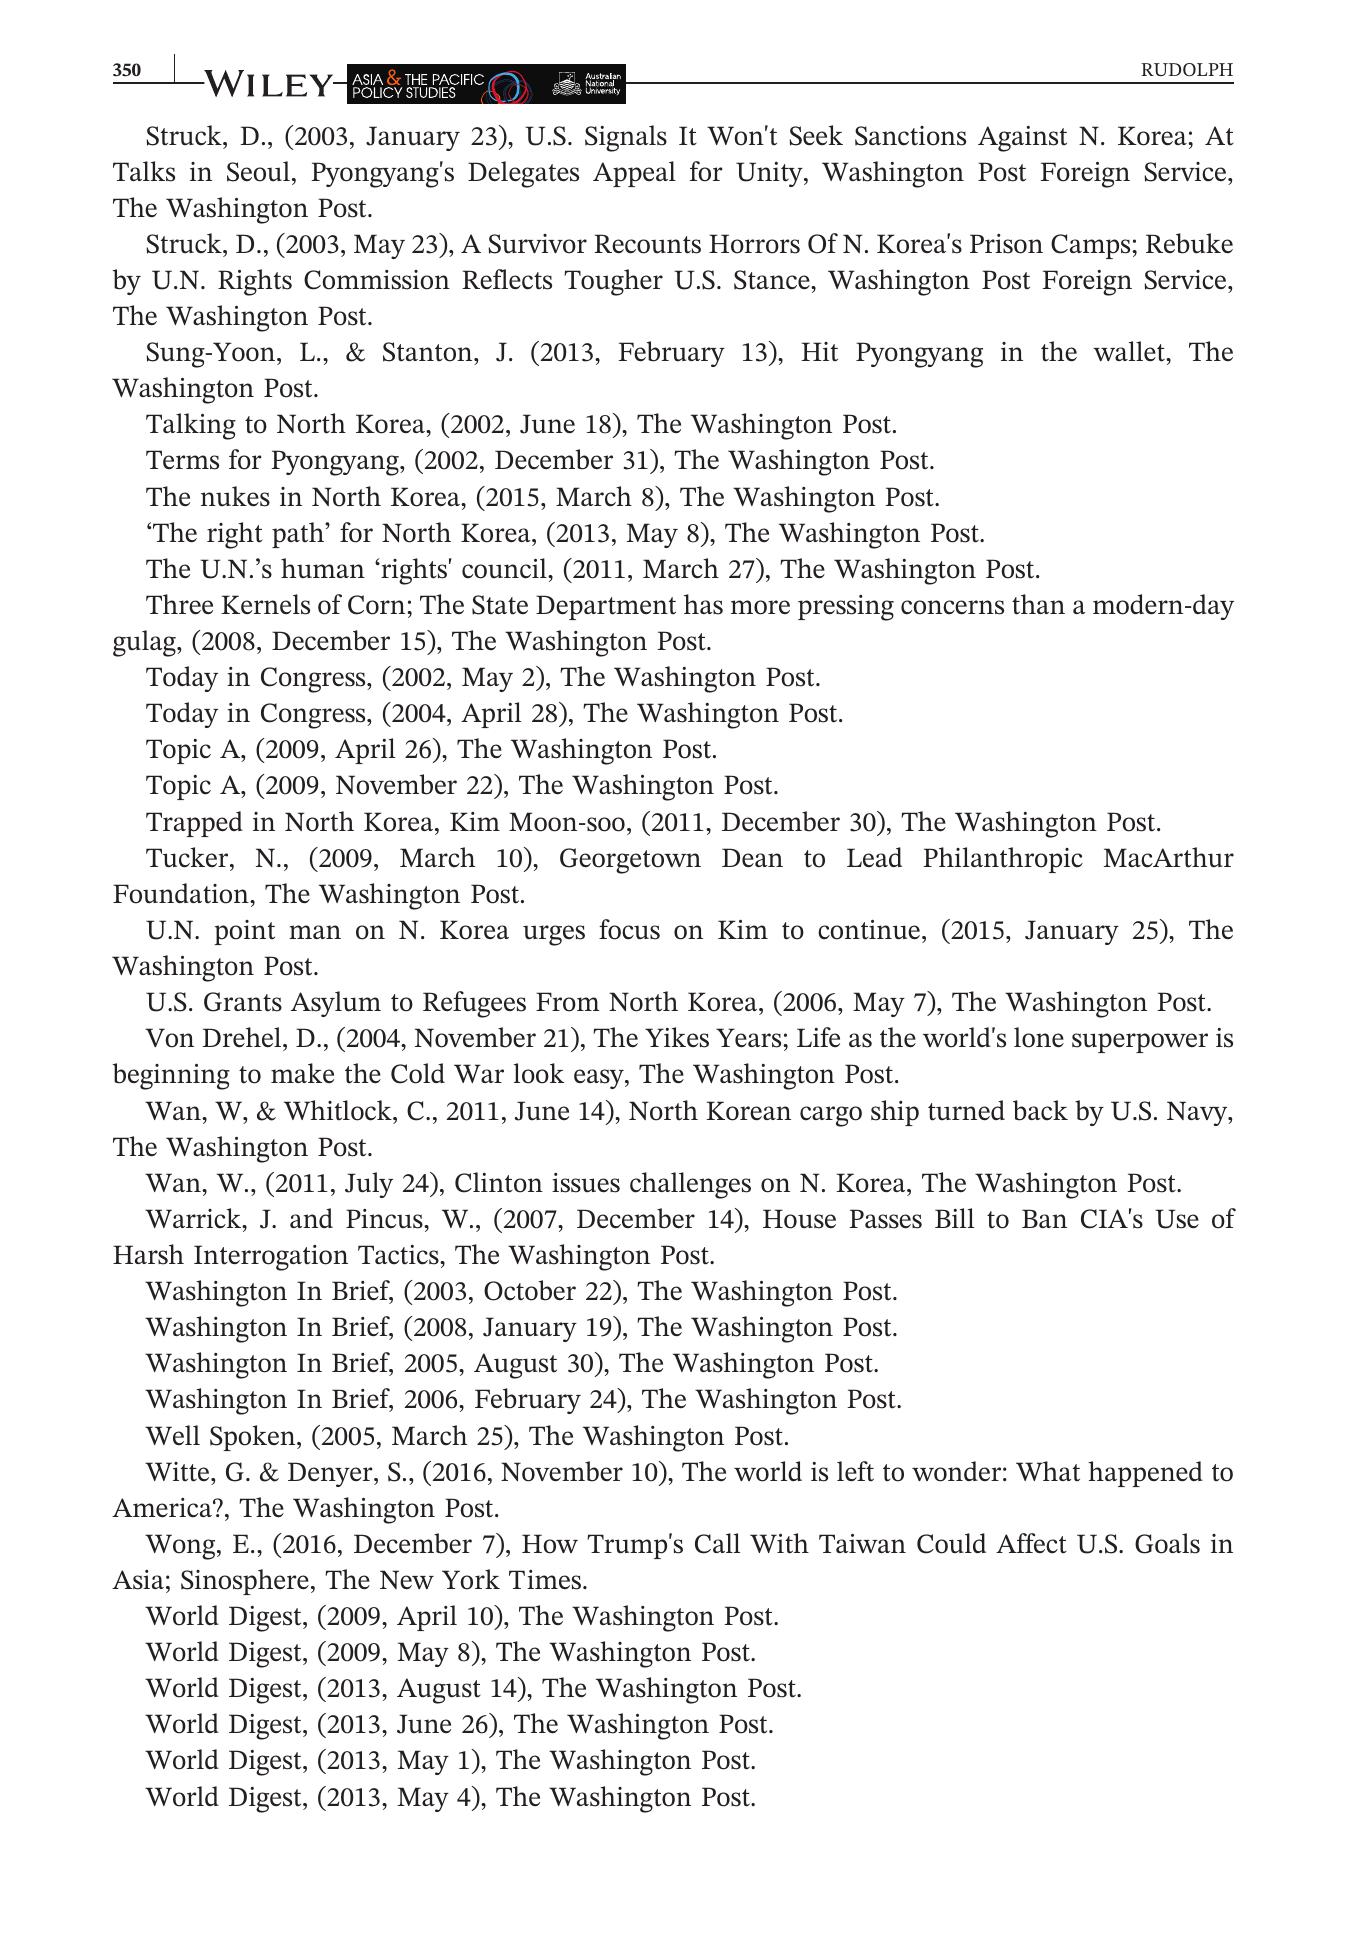 350
WILEY
ASIA & THE PACIFIC
POLICY STUDIES
Australian
National
University
RUDOLPH
Struck, D., (2003, January 23), U.S. Signals It Won't Seek Sanctions Against N. Korea; At
Talks in Seoul, Pyongyang's Delegates Appeal for Unity, Washington Post Foreign Service,
The Washington Post.
Struck, D., (2003, May 23), A Survivor Recounts Horrors Of N. Korea's Prison Camps; Rebuke
by U.N. Rights Commission Reflects Tougher U.S. Stance, Washington Post Foreign Service,
The Washington Post.
Sung-Yoon, L., & Stanton, J. (2013, February 13), Hit Pyongyang in the wallet, The
Washington Post.
Talking to North Korea, (2002, June 18), The Washington Post.
Terms for Pyongyang, (2002, December 31), The Washington Post.
The nukes in North Korea, (2015, March 8), The Washington Post.
‘The right path’ for North Korea, (2013, May 8), The Washington Post.
The U.N.’s human ‘rights' council, (2011, March 27), The Washington Post.
Three Kernels of Corn; The State Department has more pressing concerns than a modern-day
gulag, (2008, December 15), The Washington Post.
Today in Congress, (2002, May 2), The Washington Post.
Today in Congress, (2004, April 28), The Washington Post.
Topic A, (2009, April 26), The Washington Post.
Topic A, (2009, November 22), The Washington Post.
Trapped in North Korea, Kim Moon-soo, (2011, December 30), The Washington Post.
Tucker, N., (2009, March 10), Georgetown Dean to Lead Philanthropic MacArthur
Foundation, The Washington Post.
U.N. point man on N. Korea urges focus on Kim to continue, (2015, January 25), The
Washington Post.
U.S. Grants Asylum to Refugees From North Korea, (2006, May 7), The Washington Post.
Von Drehel, D., (2004, November 21), The Yikes Years; Life as the world's lone superpower is
beginning to make the Cold War look easy, The Washington Post.
Wan, W, & Whitlock, C., 2011, June 14), North Korean cargo ship turned back by U.S. Navy,
The Washington Post.
Wan, W., (2011, July 24), Clinton issues challenges on N. Korea, The Washington Post.
Warrick, J. and Pincus, W., (2007, December 14), House Passes Bill to Ban CIA's Use of
Harsh Interrogation Tactics, The Washington Post.
Washington In Brief, (2003, October 22), The Washington Post.
Washington In Brief, (2008, January 19), The Washington Post.
Washington In Brief, 2005, August 30), The Washington Post.
Washington In Brief, 2006, February 24), The Washington Post.
Well Spoken, (2005, March 25), The Washington Post.
Witte, G. & Denyer, S., (2016, November 10), The world is left to wonder: What happened to
America?, The Washington Post.
Wong, E., (2016, December 7), How Trump's Call With Taiwan Could Affect U.S. Goals in
Asia; Sinosphere, The New York Times.
World Digest, (2009, April 10), The Washington Post.
World Digest, (2009, May 8), The Washington Post.
World Digest, (2013, August 14), The Washington Post.
World Digest, (2013, June 26), The Washington Post.
World Digest, (2013, May 1), The Washington Post.
World Digest, (2013, May 4), The Washington Post.